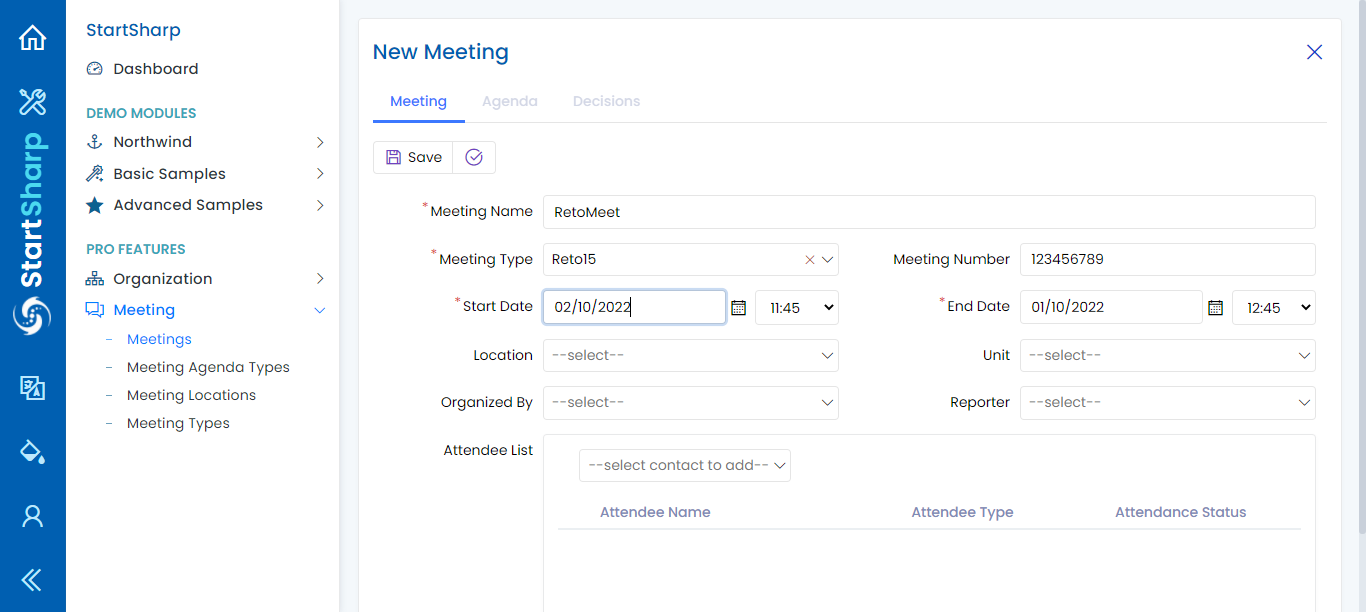 StartSharp
StartSharp
Dashboard
DEMO MODULES
Northwind
Basic Samples
Advanced Samples
PRO FEATURES
Organization
Meeting
– Meetings
– Meeting Agenda Types
– Meeting Locations
– Meeting Types
New Meeting
Meeting Agenda Decisions
Save
* Meeting Name RetoMeet
* Meeting Type Reto15 Meeting Number 123456789
* Start Date 02/10/2022 11:45 * End Date 01/10/2022 12:45
Location --select-- Unit --select--
Organized By --select-- Reporter --select--
Attendee List
--select contact to add--
Attendee Name Attendee Type Attendance Status